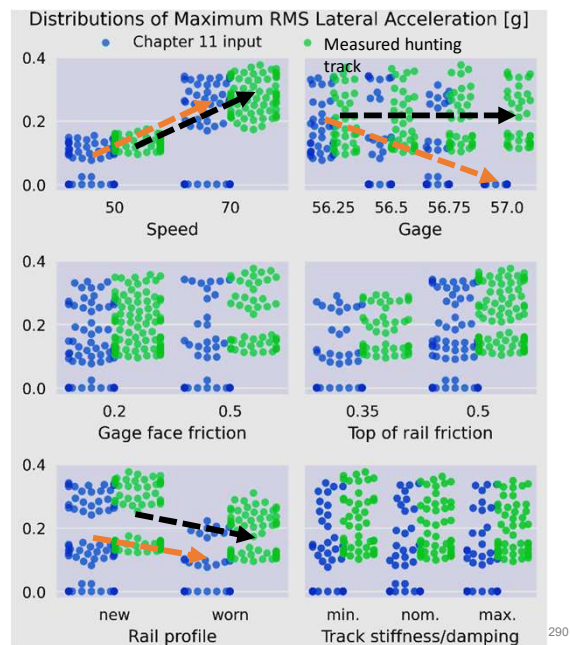 Distributions of Maximum RMS Lateral Acceleration [g]
Chapter 11 input
Measured hunting
track
0.4
0.2
0.0
50
70
Speed
56.25
56.5
56.75
57.0
Gage
0.4
0.2
0.0
0.2
0.5
Gage face friction
0.35
0.5
Top of rail friction
0.4
0.2
0.0
new
worn
Rail profile
min.
nom.
max.
Track stiffness/damping
290